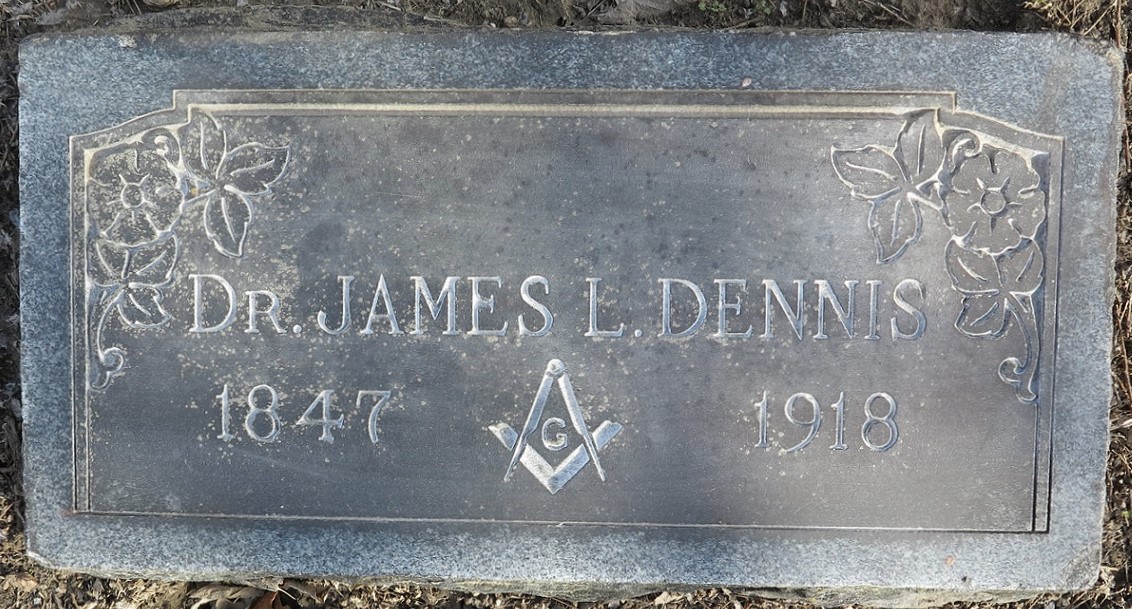 Dr. JAMES L. DENNIS
1847 1918
G